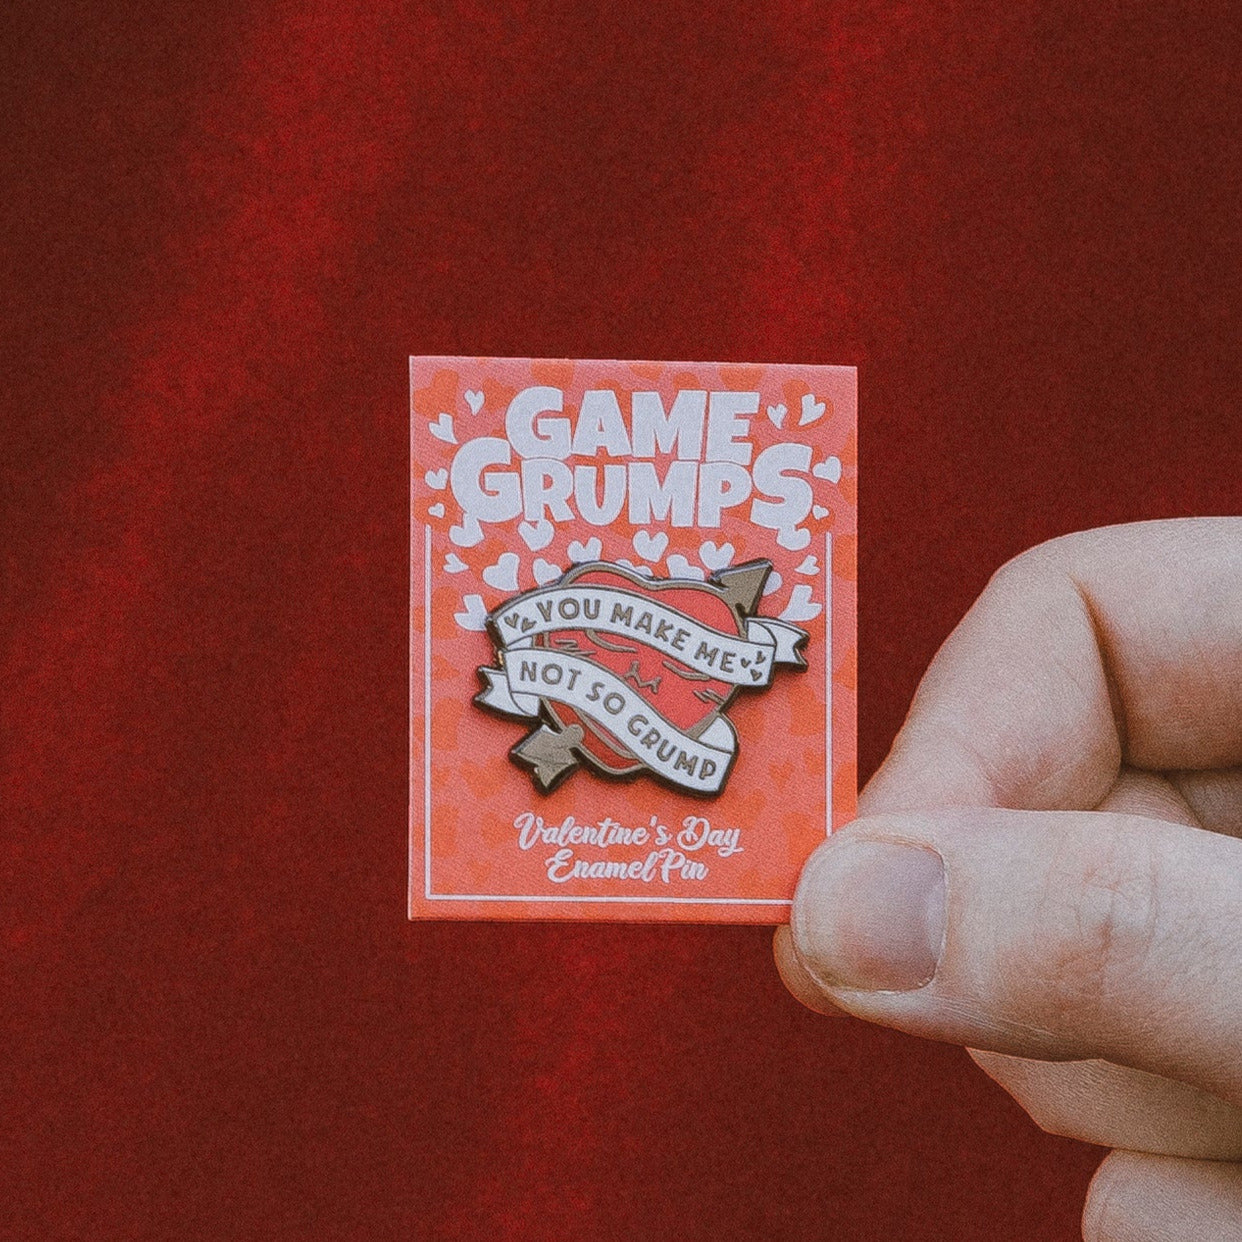 GAME
GRUMPS
YOU MAKE ME
NOT SO GRUMP
Valentine's Day
Enamel Pin